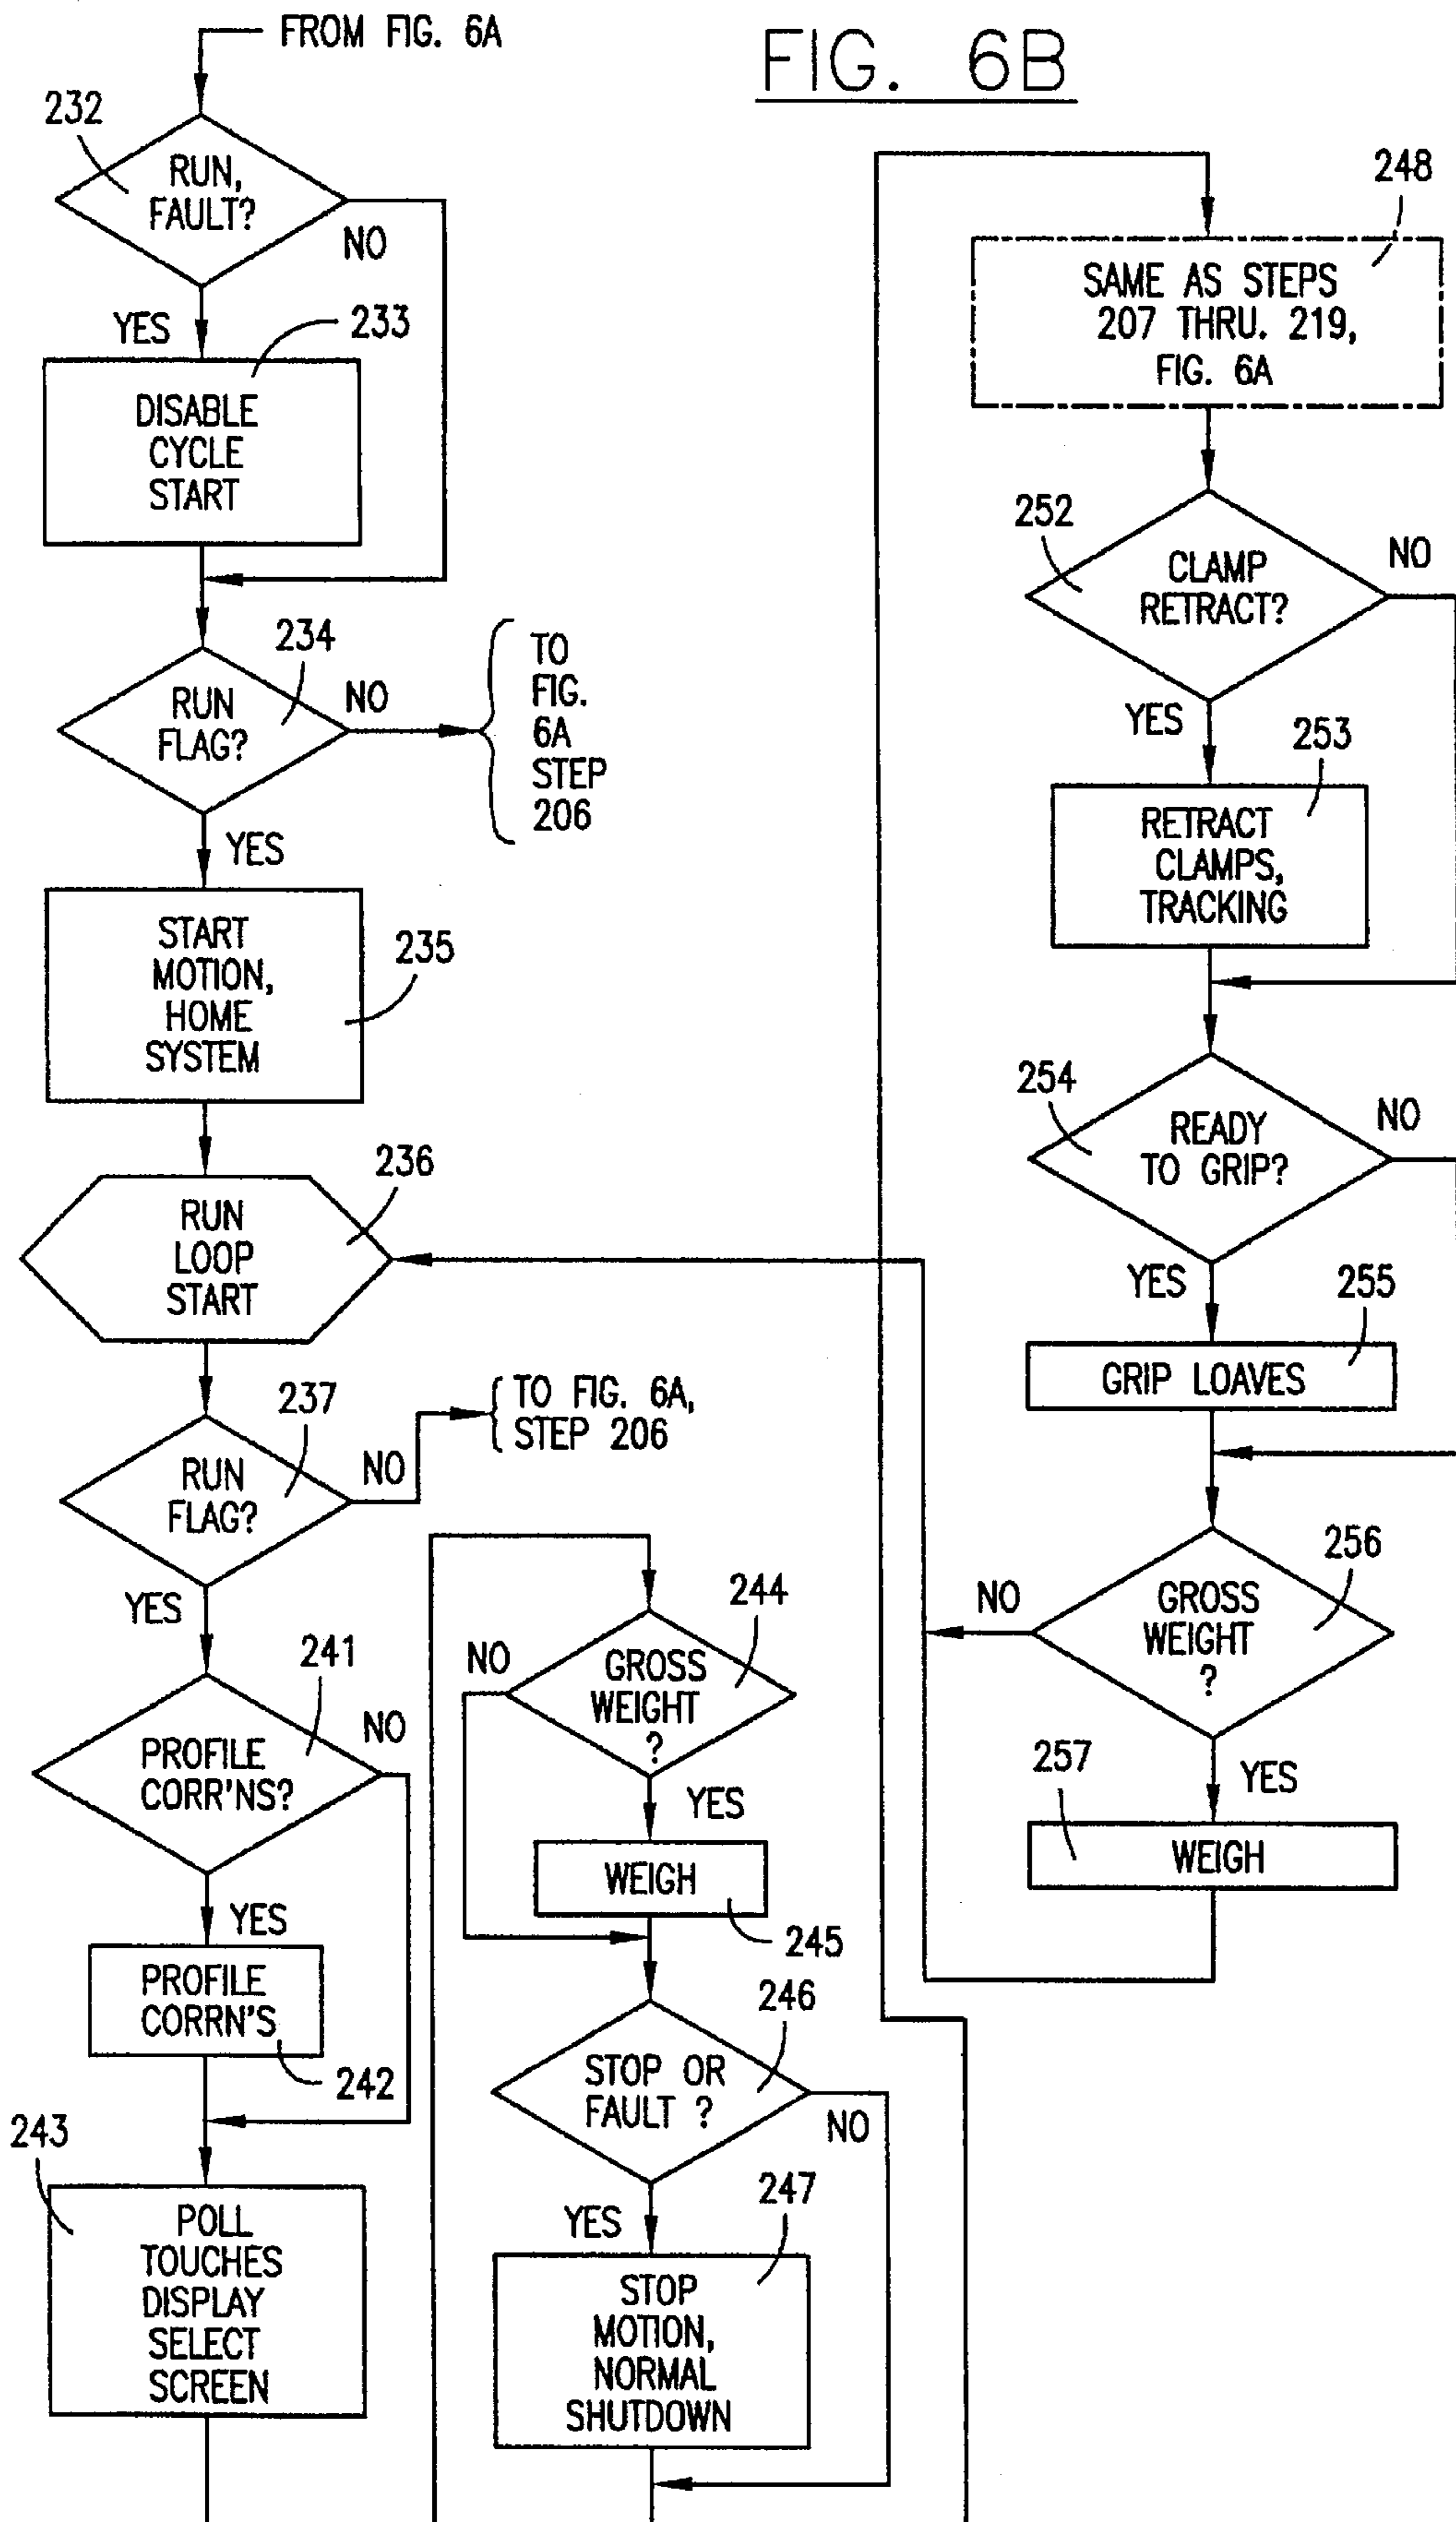 FROM FIG. 6A
FIG. 6B
232
RUN,
FAULT?
NO
YES
233
DISABLE
CYCLE
START
234
RUN
FLAG?
NO
TO
FIG.
6A
STEP
206
YES
START
MOTION,
HOME
SYSTEM
235
236
RUN
LOOP
START
237
RUN
FLAG?
NO
TO FIG. 6A,
STEP 206
YES
241
PROFILE
CORR'NS?
NO
YES
PROFILE
CORRN'S
242
243
POLL
TOUCHES
DISPLAY
SELECT
SCREEN
244
NO
GROSS
WEIGHT
?
YES
WEIGH
245
246
STOP OR
FAULT ?
NO
YES
247
STOP
MOTION,
NORMAL
SHUTDOWN
248
SAME AS STEPS
207 THRU. 219,
FIG. 6A
252
CLAMP
RETRACT?
NO
YES
253
RETRACT
CLAMPS,
TRACKING
254
READY
TO GRIP?
NO
YES
255
GRIP LOAVES
256
NO
GROSS
WEIGHT
?
YES
257
WEIGH